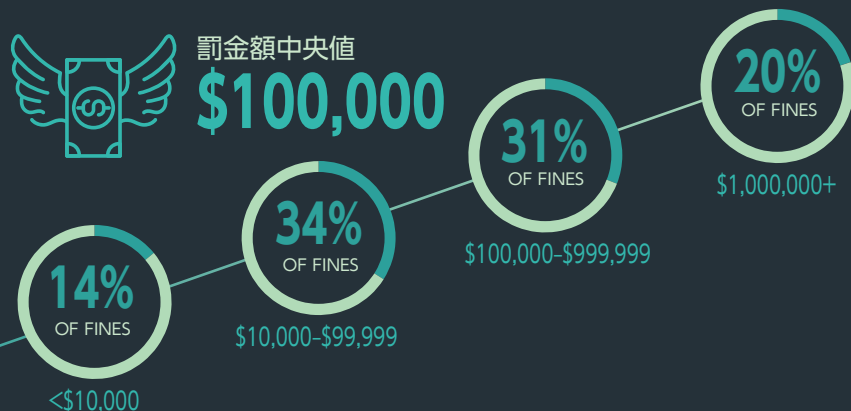 罰金額中央値
$100,000
14%
OF FINES
<$10,000
34%
OF FINES
$10,000–$99,999
31%
OF FINES
$100,000–$999,999
20%
OF FINES
$1,000,000+